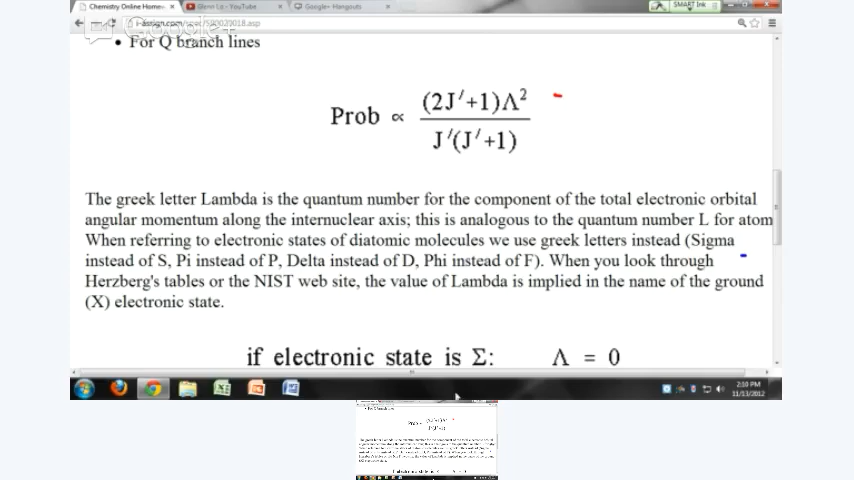 Chemistry Online Home
Glenn Lo - YouTube
Google+ Hangouts
SMART Ink
Google+
• For Q branch lines
Prob ∝ (2J′+1)Λ²
J′(J′+1)
The greek letter Lambda is the quantum number for the component of the total electronic orbital
angular momentum along the internuclear axis; this is analogous to the quantum number L for atom
When referring to electronic states of diatomic molecules we use greek letters instead (Sigma
instead of S, Pi instead of P, Delta instead of D, Phi instead of F). When you look through
Herzberg's tables or the NIST web site, the value of Lambda is implied in the name of the ground
(X) electronic state.
if electronic state is Σ: Λ = 0
2:10 PM
11/13/2012